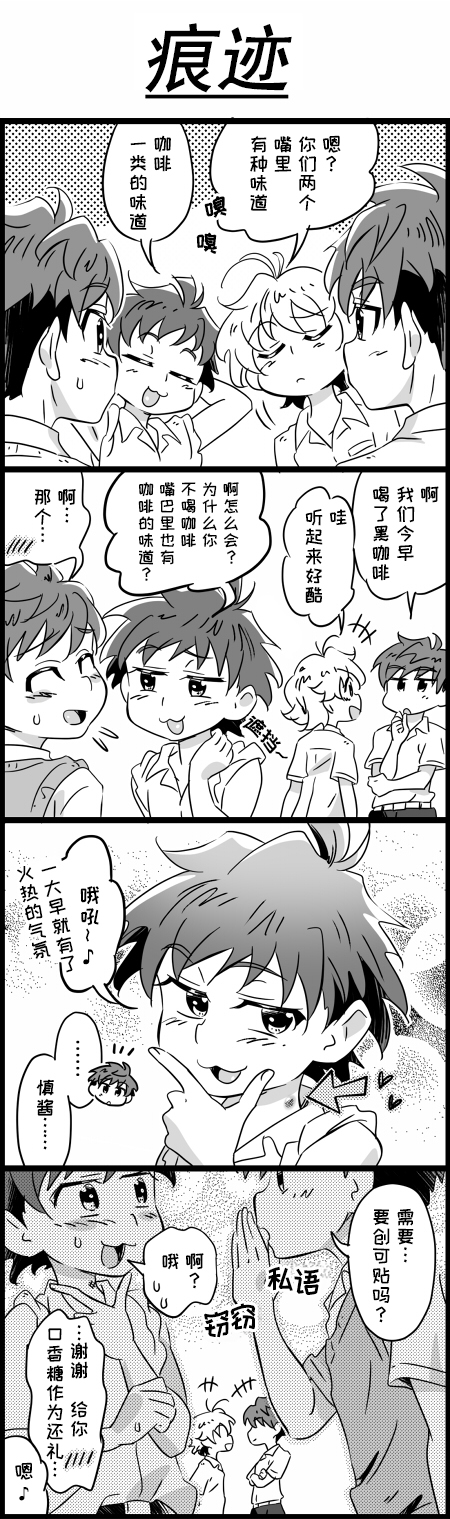 痕迹
嗯？
你们两个
嘴里
有种味道
嗅
嗅
咖啡
一类的味道
啊
我们今早
喝了黑咖啡
哇
听起来好酷
啊怎么会？
为什么你
不喝咖啡
嘴巴里也有
咖啡的味道？
遮挡~
啊…
那个…
哦吼~♪
一大早就有了
火热的气氛
………
慎酱……
需要…
要创可贴吗？
私语
窃窃
啊？
哦
…谢谢 给你
口香糖作为还礼…
嗯♪